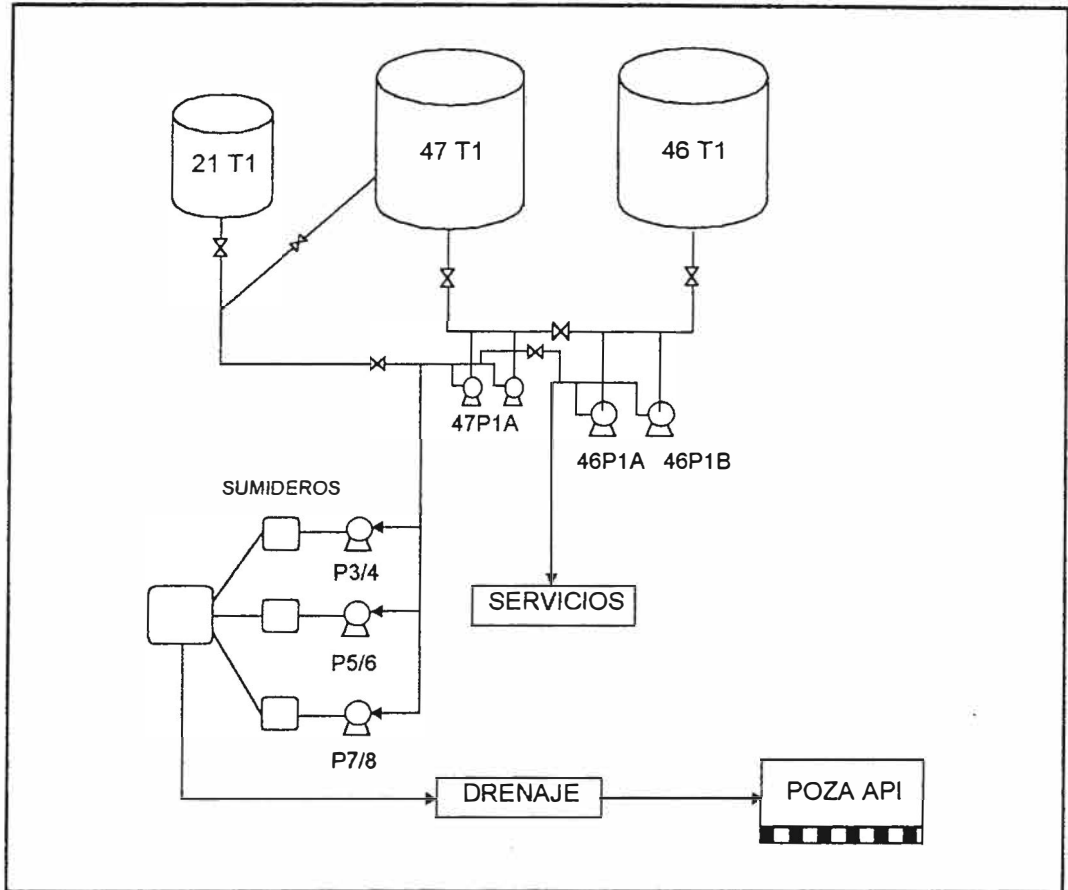 21 T1
47 T1
46 T1
47P1A
46P1A
46P1B
SUMIDEROS
P3/4
SERVICIOS
P5/6
P7/8
DRENAJE
POZA API